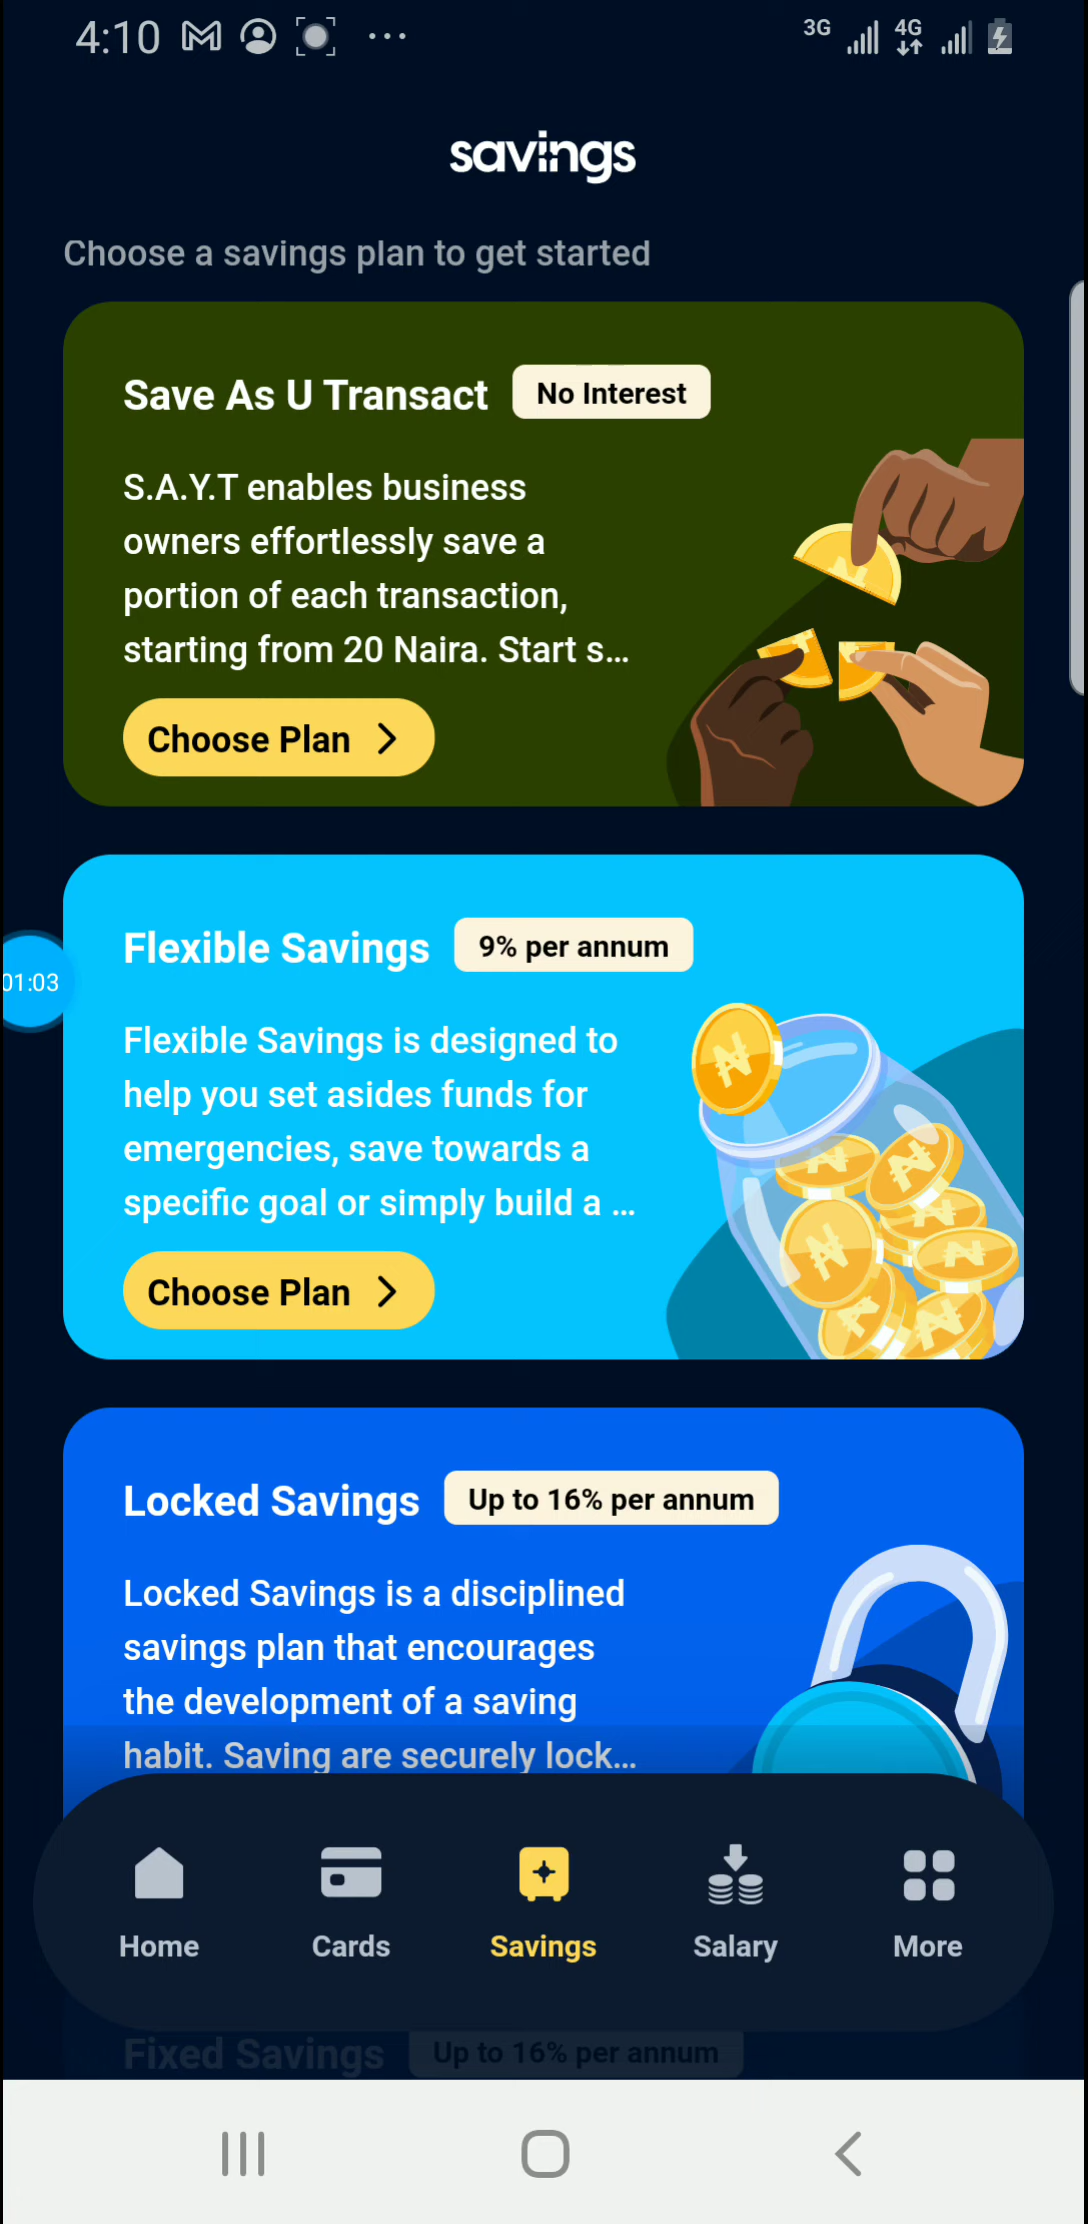 4:10
3G
4G
savings
Choose a savings plan to get started
Save As U Transact
No Interest
S.A.Y.T enables business
owners effortlessly save a
portion of each transaction,
starting from 20 Naira. Start s...
Choose Plan
Flexible Savings
9% per annum
01:03
Flexible Savings is designed to
help you set asides funds for
emergencies, save towards a
specific goal or simply build a ...
Choose Plan
Locked Savings
Up to 16% per annum
Locked Savings is a disciplined
savings plan that encourages
the development of a saving
habit. Saving are securely lock...
Home
Cards
Savings
Salary
More
Fixed Savings
Up to 16% per annum